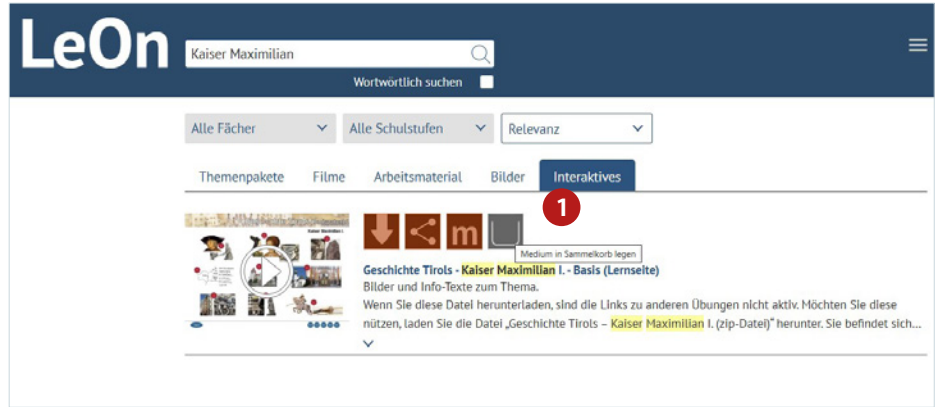 LeOn
Kaiser Maximilian
Wortwörtlich suchen
Alle Fächer
Alle Schulstufen
Relevanz
Themenpakete
Filme
Arbeitsmaterial
Bilder
Interaktives
1
m
Medium in Sammelkorb legen
Geschichte Tirols - Kaiser Maximilian I. - Basis (Lernseite)
Bilder und Info-Texte zum Thema.
Wenn Sie diese Datei herunterladen, sind die Links zu anderen Übungen nicht aktiv. Möchten Sie diese
nützen, laden Sie die Datei „Geschichte Tirols – Kaiser Maximilian I. (zip-Datei)“ herunter. Sie befindet sich...